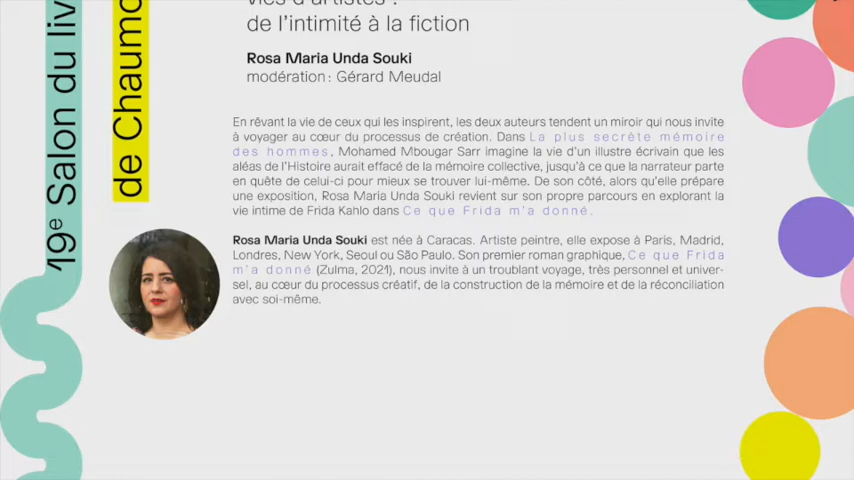 19e Salon du liv
de Chaumo
vies d'artistes :
de l'intimité à la fiction
Rosa Maria Unda Souki
modération : Gérard Meudal
En rêvant la vie de ceux qui les inspirent, les deux auteurs tendent un miroir qui nous invite
à voyager au cœur du processus de création. Dans La plus secrète mémoire
des hommes, Mohamed Mbougar Sarr imagine la vie d'un illustre écrivain que les
aléas de l'Histoire aurait effacé de la mémoire collective, jusqu'à ce que la narrateur parte
en quête de celui-ci pour mieux se trouver lui-même. De son côté, alors qu'elle prépare
une exposition, Rosa Maria Unda Souki revient sur son propre parcours en explorant la
vie intime de Frida Kahlo dans Ce que Frida m'a donné.
Rosa Maria Unda Souki est née à Caracas. Artiste peintre, elle expose à Paris, Madrid,
Londres, New York, Seoul ou São Paulo. Son premier roman graphique, Ce que Frida
m'a donné (Zulma, 2021), nous invite à un troublant voyage, très personnel et univer-
sel, au cœur du processus créatif, de la construction de la mémoire et de la réconciliation
avec soi-même.